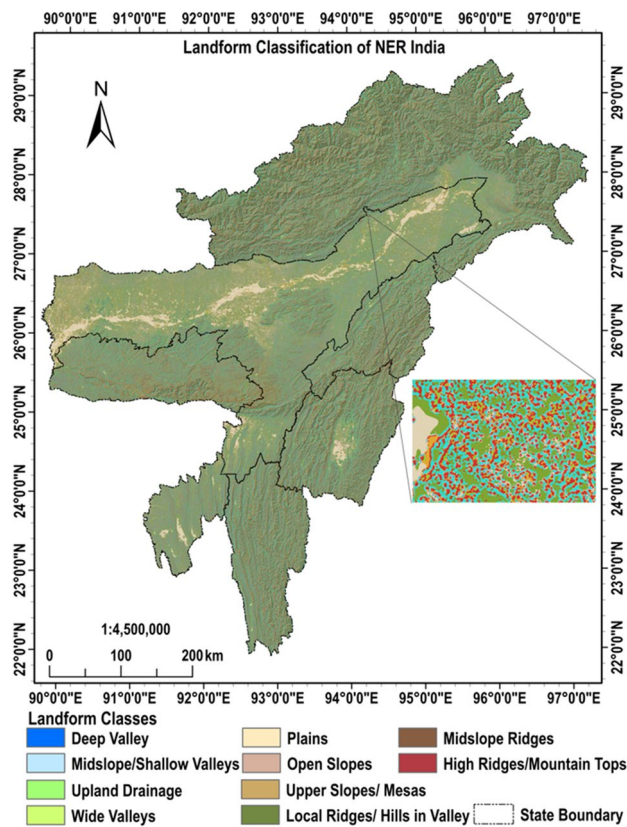 90°0'0"E 91°0'0"E 92°0'0"E 93°0'0"E 94°0'0"E 95°0'0"E 96°0'0"E 97°0'0"E
Landform Classification of NER India
N
29°0'0"N
28°0'0"N
27°0'0"N
26°0'0"N
25°0'0"N
24°0'0"N
23°0'0"N
22°0'0"N
29°0'0"N
28°0'0"N
27°0'0"N
26°0'0"N
25°0'0"N
24°0'0"N
23°0'0"N
22°0'0"N
1:4,500,000
0 100 200 km
90°0'0"E 91°0'0"E 92°0'0"E 93°0'0"E 94°0'0"E 95°0'0"E 96°0'0"E 97°0'0"E
Landform Classes
Deep Valley
Midslope/Shallow Valleys
Upland Drainage
Wide Valleys
Plains
Open Slopes
Upper Slopes/ Mesas
Local Ridges/ Hills in Valley
Midslope Ridges
High Ridges/Mountain Tops
State Boundary